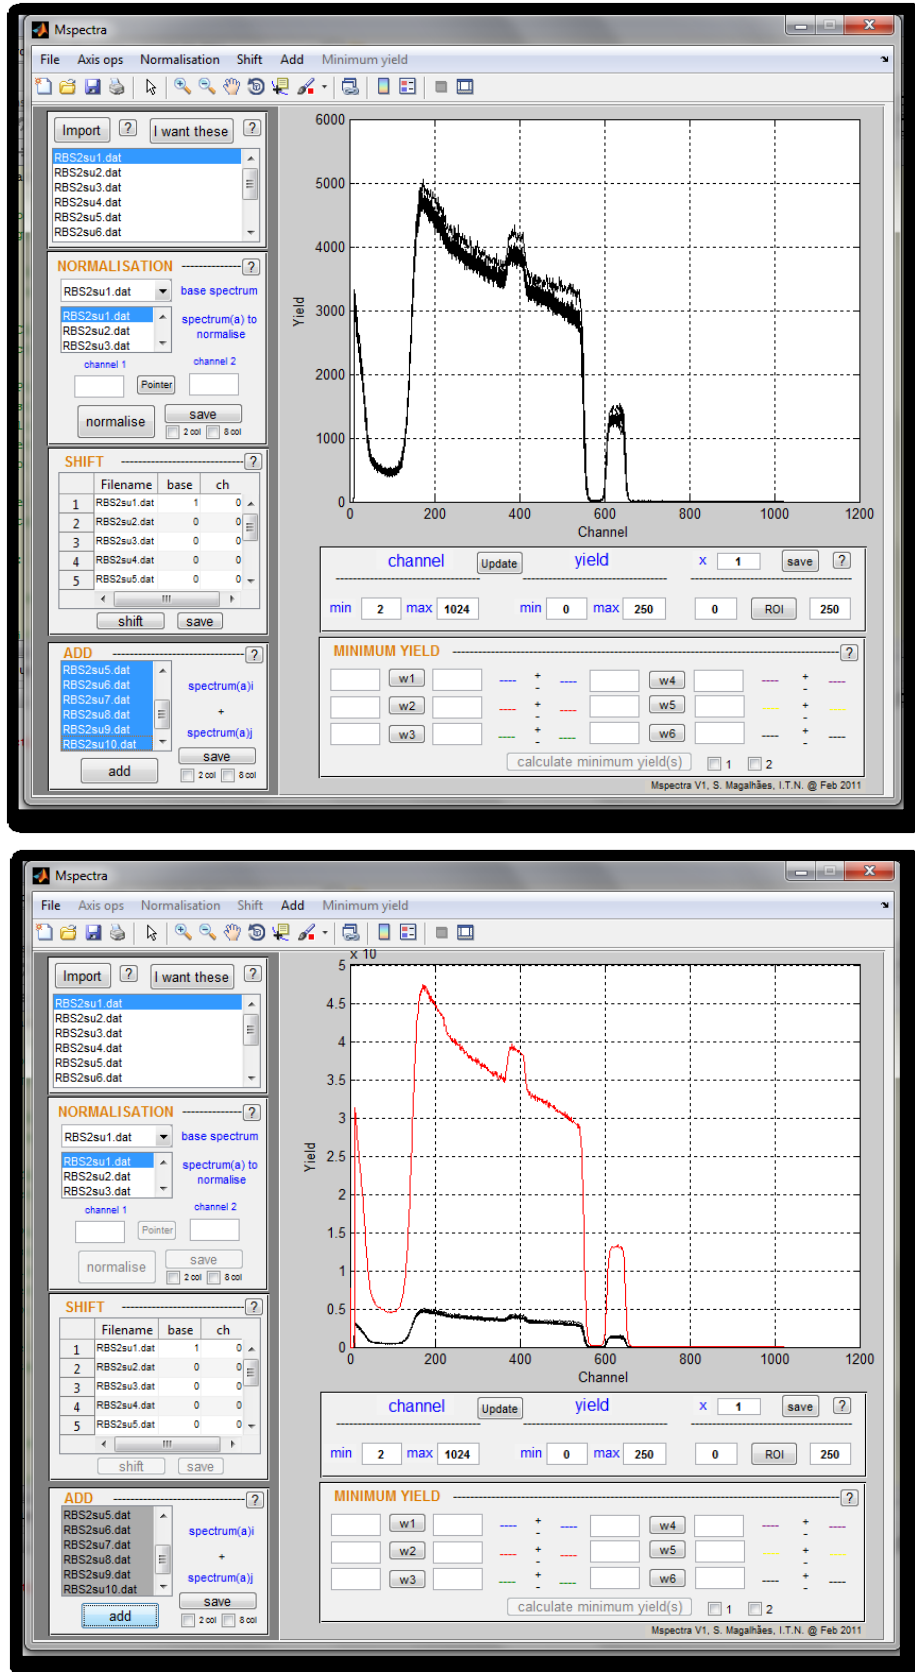 Mspectra
File Axis ops Normalisation Shift Add Minimum yield
Import ? I want these ?
RBS2su1.dat
RBS2su2.dat
RBS2su3.dat
RBS2su4.dat
RBS2su5.dat
RBS2su6.dat
NORMALISATION ?
RBS2su1.dat base spectrum
RBS2su1.dat spectrum(a) to
RBS2su2.dat normalise
RBS2su3.dat
channel 1 channel 2
Pointer
normalise save
2 col 8 col
SHIFT ?
Filename base ch
1 RBS2su1.dat 1 0
2 RBS2su2.dat 0 0
3 RBS2su3.dat 0 0
4 RBS2su4.dat 0 0
5 RBS2su5.dat 0 0
shift save
ADD ?
RBS2su5.dat
RBS2su6.dat spectrum(a)i
RBS2su7.dat
RBS2su8.dat +
RBS2su9.dat spectrum(a)j
RBS2su10.dat
save
add 2 col 8 col
6000
5000
4000
3000
2000
1000
0
Yield
0 200 400 600 800 1000 1200
Channel
channel Update yield x 1 save ?
min 2 max 1024 min 0 max 250 0 ROI 250
MINIMUM YIELD ?
w1 + - w4 + -
w2 + - w5 + -
w3 + - w6 + -
calculate minimum yield(s) 1 2
Mspectra V1, S. Magalhães, I.T.N. @ Feb 2011
Mspectra
File Axis ops Normalisation Shift Add Minimum yield
Import ? I want these ?
RBS2su1.dat
RBS2su2.dat
RBS2su3.dat
RBS2su4.dat
RBS2su5.dat
RBS2su6.dat
NORMALISATION ?
RBS2su1.dat base spectrum
RBS2su1.dat spectrum(a) to
RBS2su2.dat normalise
RBS2su3.dat
channel 1 channel 2
Pointer
normalise save
2 col 8 col
SHIFT ?
Filename base ch
1 RBS2su1.dat 1 0
2 RBS2su2.dat 0 0
3 RBS2su3.dat 0 0
4 RBS2su4.dat 0 0
5 RBS2su5.dat 0 0
shift save
ADD ?
RBS2su5.dat
RBS2su6.dat spectrum(a)i
RBS2su7.dat
RBS2su8.dat +
RBS2su9.dat spectrum(a)j
RBS2su10.dat
save
add 2 col 8 col
x 10
5
4.5
4
3.5
3
2.5
2
1.5
1
0.5
0
Yield
0 200 400 600 800 1000 1200
Channel
channel Update yield x 1 save ?
min 2 max 1024 min 0 max 250 0 ROI 250
MINIMUM YIELD ?
w1 + - w4 + -
w2 + - w5 + -
w3 + - w6 + -
calculate minimum yield(s) 1 2
Mspectra V1, S. Magalhães, I.T.N. @ Feb 2011